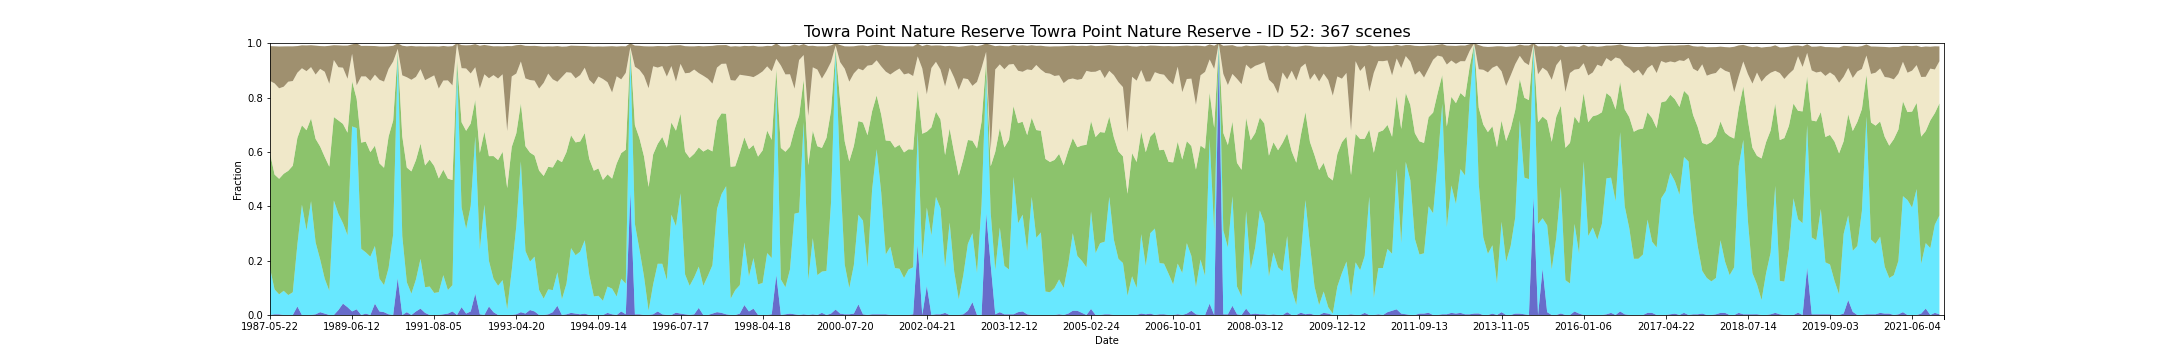 Towra Point Nature Reserve Towra Point Nature Reserve - ID 52: 367 scenes
1.0
0.8
0.6
0.4
0.2
0.0
Fraction
1987-05-22 1989-06-12 1991-08-05 1993-04-20 1994-09-14 1996-07-17 1998-04-18 2000-07-20 2002-04-21 2003-12-12 2005-02-24 2006-10-01 2008-03-12 2009-12-12 2011-09-13 2013-11-05 2016-01-06 2017-04-22 2018-07-14 2019-09-03 2021-06-04
Date